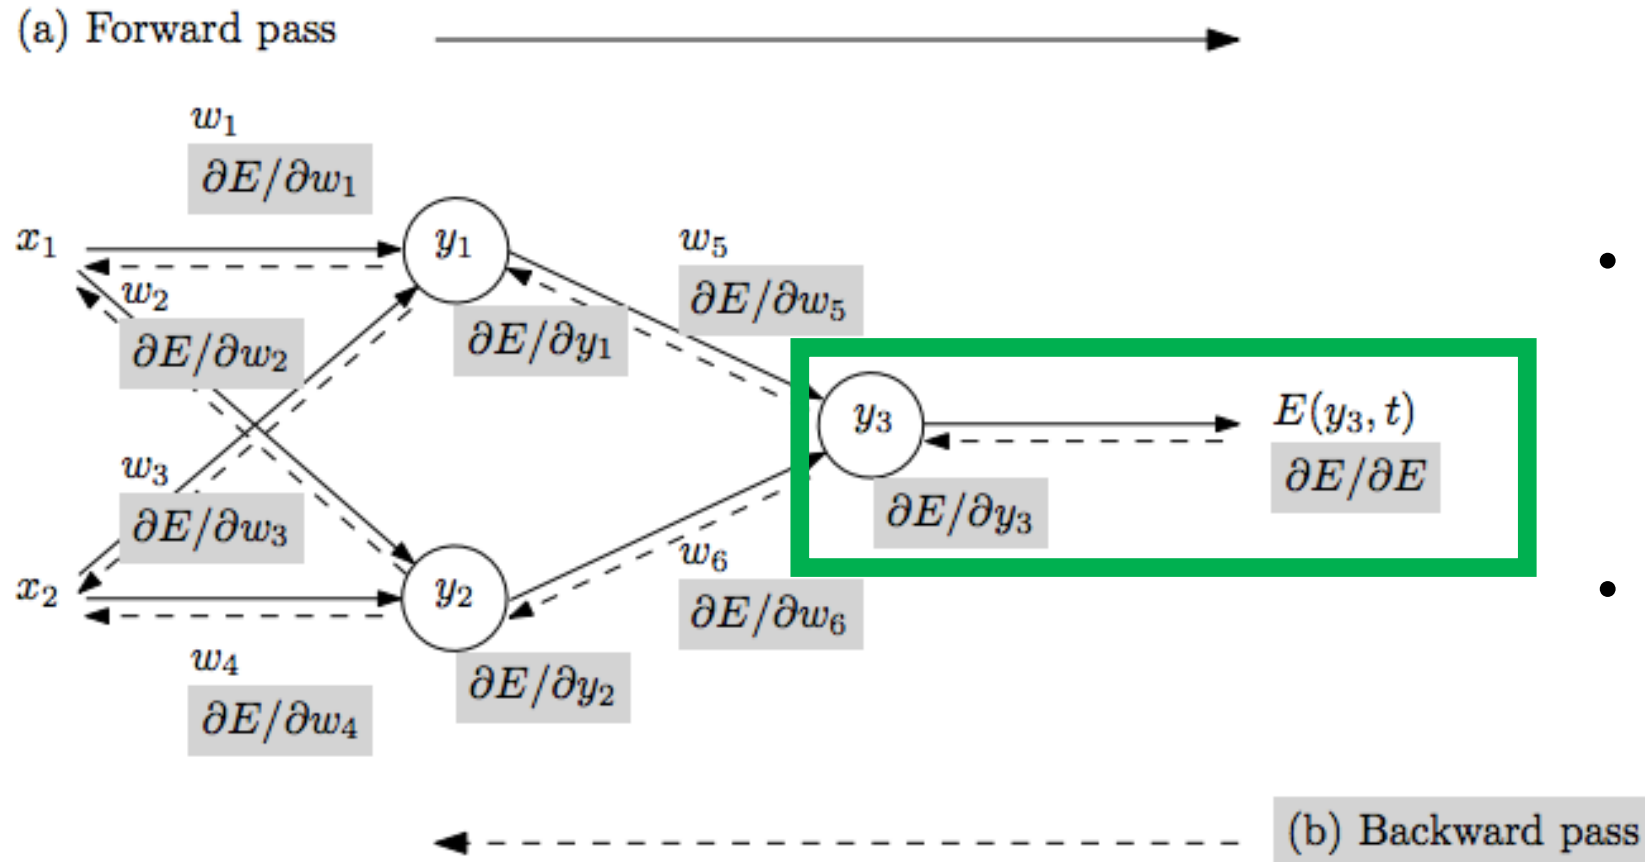 (a) Forward pass
w₁
∂E/∂w₁
x₁
y₁
w₅
∂E/∂w₅
•
w₂
∂E/∂w₂
∂E/∂y₁
y₃
E(y₃, t)
∂E/∂E
w₃
∂E/∂w₃
∂E/∂y₃
x₂
y₂
w₆
∂E/∂w₆
•
w₄
∂E/∂w₄
∂E/∂y₂
(b) Backward pass